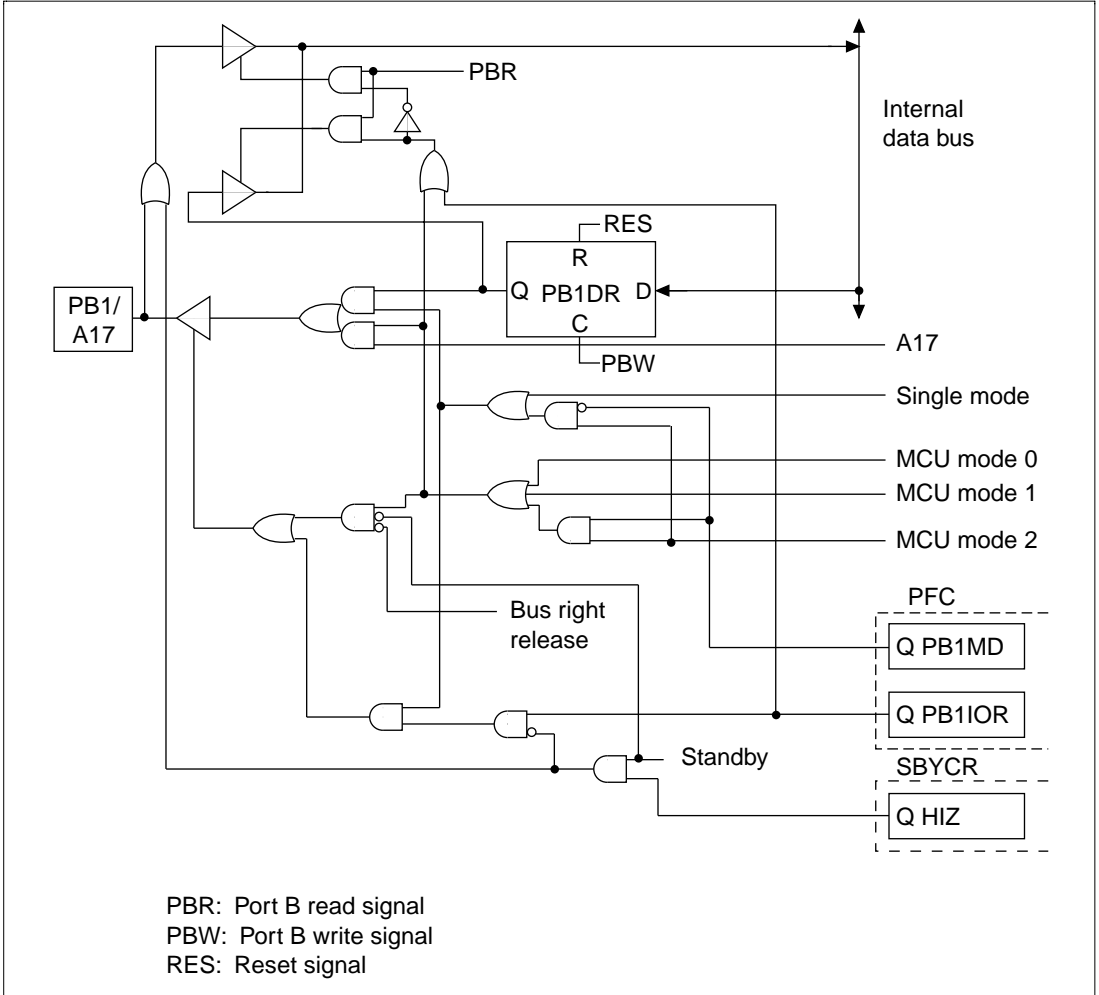 PBR
Internal
data bus
RES
R
Q PB1DR D
C
PBW
PB1/
A17
A17
Single mode
MCU mode 0
MCU mode 1
MCU mode 2
Bus right
release
PFC
Q PB1MD
Q PB1IOR
Standby
SBYCR
Q HIZ
PBR: Port B read signal
PBW: Port B write signal
RES: Reset signal